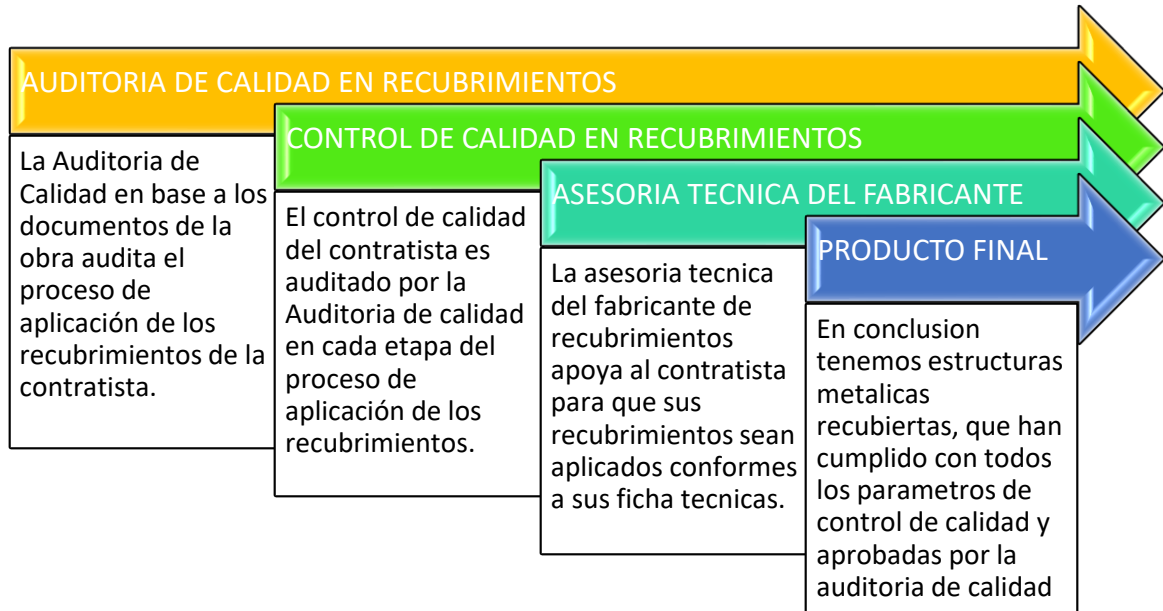 AUDITORIA DE CALIDAD EN RECUBRIMIENTOS
La Auditoria de
Calidad en base a los
documentos de la
obra audita el
proceso de
aplicación de los
recubrimientos de la
contratista.
CONTROL DE CALIDAD EN RECUBRIMIENTOS
El control de calidad
del contratista es
auditado por la
Auditoria de calidad
en cada etapa del
proceso de
aplicación de los
recubrimientos.
ASESORIA TECNICA DEL FABRICANTE
La asesoria tecnica
del fabricante de
recubrimientos
apoya al contratista
para que sus
recubrimientos sean
aplicados conformes
a sus ficha tecnicas.
PRODUCTO FINAL
En conclusion
tenemos estructuras
metalicas
recubiertas, que han
cumplido con todos
los parametros de
control de calidad y
aprobadas por la
auditoria de calidad